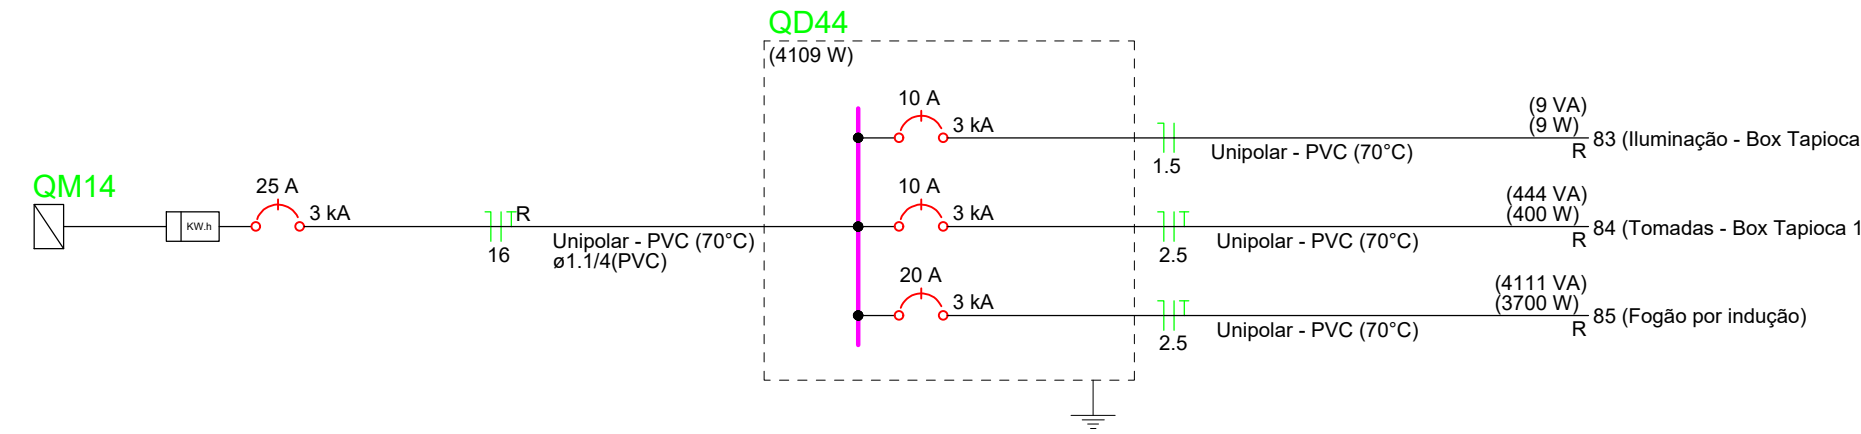 QD44
(4109 W)
QM14
KW.h
25 A
3 kA
R
16
Unipolar - PVC (70°C)
ø1.1/4(PVC)
10 A
3 kA
1.5
Unipolar - PVC (70°C)
(9 VA)
(9 W)
R
83 (Iluminação - Box Tapioca
10 A
3 kA
2.5
Unipolar - PVC (70°C)
(444 VA)
(400 W)
R
84 (Tomadas - Box Tapioca 1
20 A
3 kA
2.5
Unipolar - PVC (70°C)
(4111 VA)
(3700 W)
R
85 (Fogão por indução)